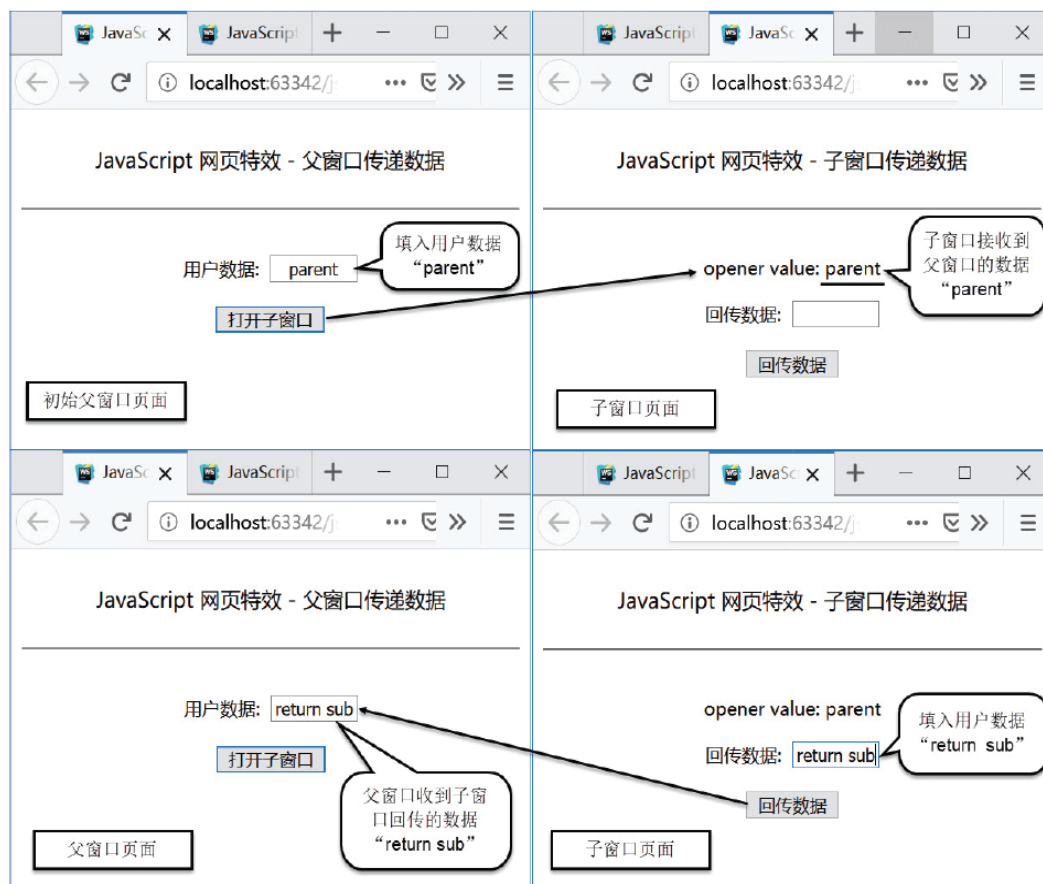 JavaSc
JavaScript
localhost:63342/j
JavaScript 网页特效 - 父窗口传递数据
填入用户数据
“parent”
用户数据: parent
打开子窗口
初始父窗口页面
JavaScript
JavaSc
localhost:63342/j
JavaScript 网页特效 - 子窗口传递数据
子窗口接收到
父窗口的数据
“parent”
opener value: parent
回传数据:
回传数据
子窗口页面
JavaSc
JavaScript
localhost:63342/j
JavaScript 网页特效 - 父窗口传递数据
用户数据: return sub
打开子窗口
父窗口收到子窗
口回传的数据
“return sub”
父窗口页面
JavaScript
JavaSc
localhost:63342/j
JavaScript 网页特效 - 子窗口传递数据
opener value: parent
填入用户数据
“return sub”
回传数据: return sub
回传数据
子窗口页面